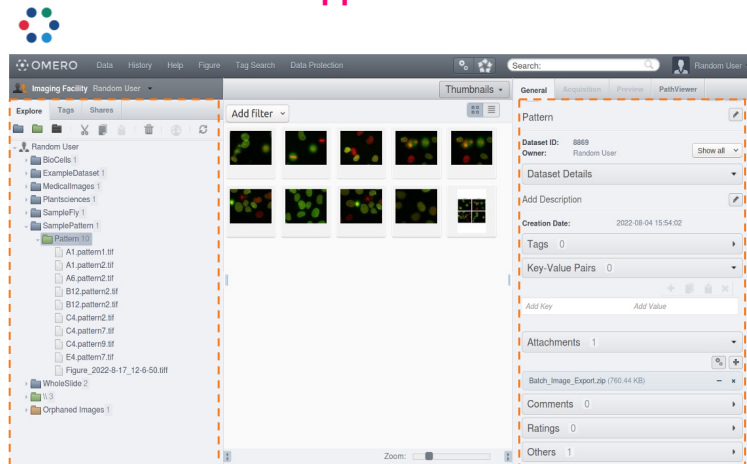 OMERO Data History Help Figure Tag Search Data Protection Search: Random User
Imaging Facility Random User
Thumbnails
General Acquisition Preview PathViewer
Explore Tags Shares
Add filter
Random User
BioCells 1
ExampleDataset 1
MedicalImages 1
Plantsciences 1
SampleFly 1
SamplePattern 1
Pattern 10
A1.pattern1.tif
A1.pattern2.tif
A6.pattern2.tif
B12.pattern2.tif
B12.pattern2.tif
C4.pattern2.tif
C4.pattern7.tif
C4.pattern9.tif
E4.pattern7.tif
Figure_2022-8-17_12-6-50.tiff
WholeSlide 2
\\ 3
Orphaned Images 1
Zoom:
Pattern
Dataset ID: 8869
Owner: Random User
Show all
Dataset Details
Add Description
Creation Date: 2022-08-04 15:54:02
Tags 0
Key-Value Pairs 0
Add Key Add Value
Attachments 1
Batch_Image_Export.zip (760.44 KB)
Comments 0
Ratings 0
Others 1